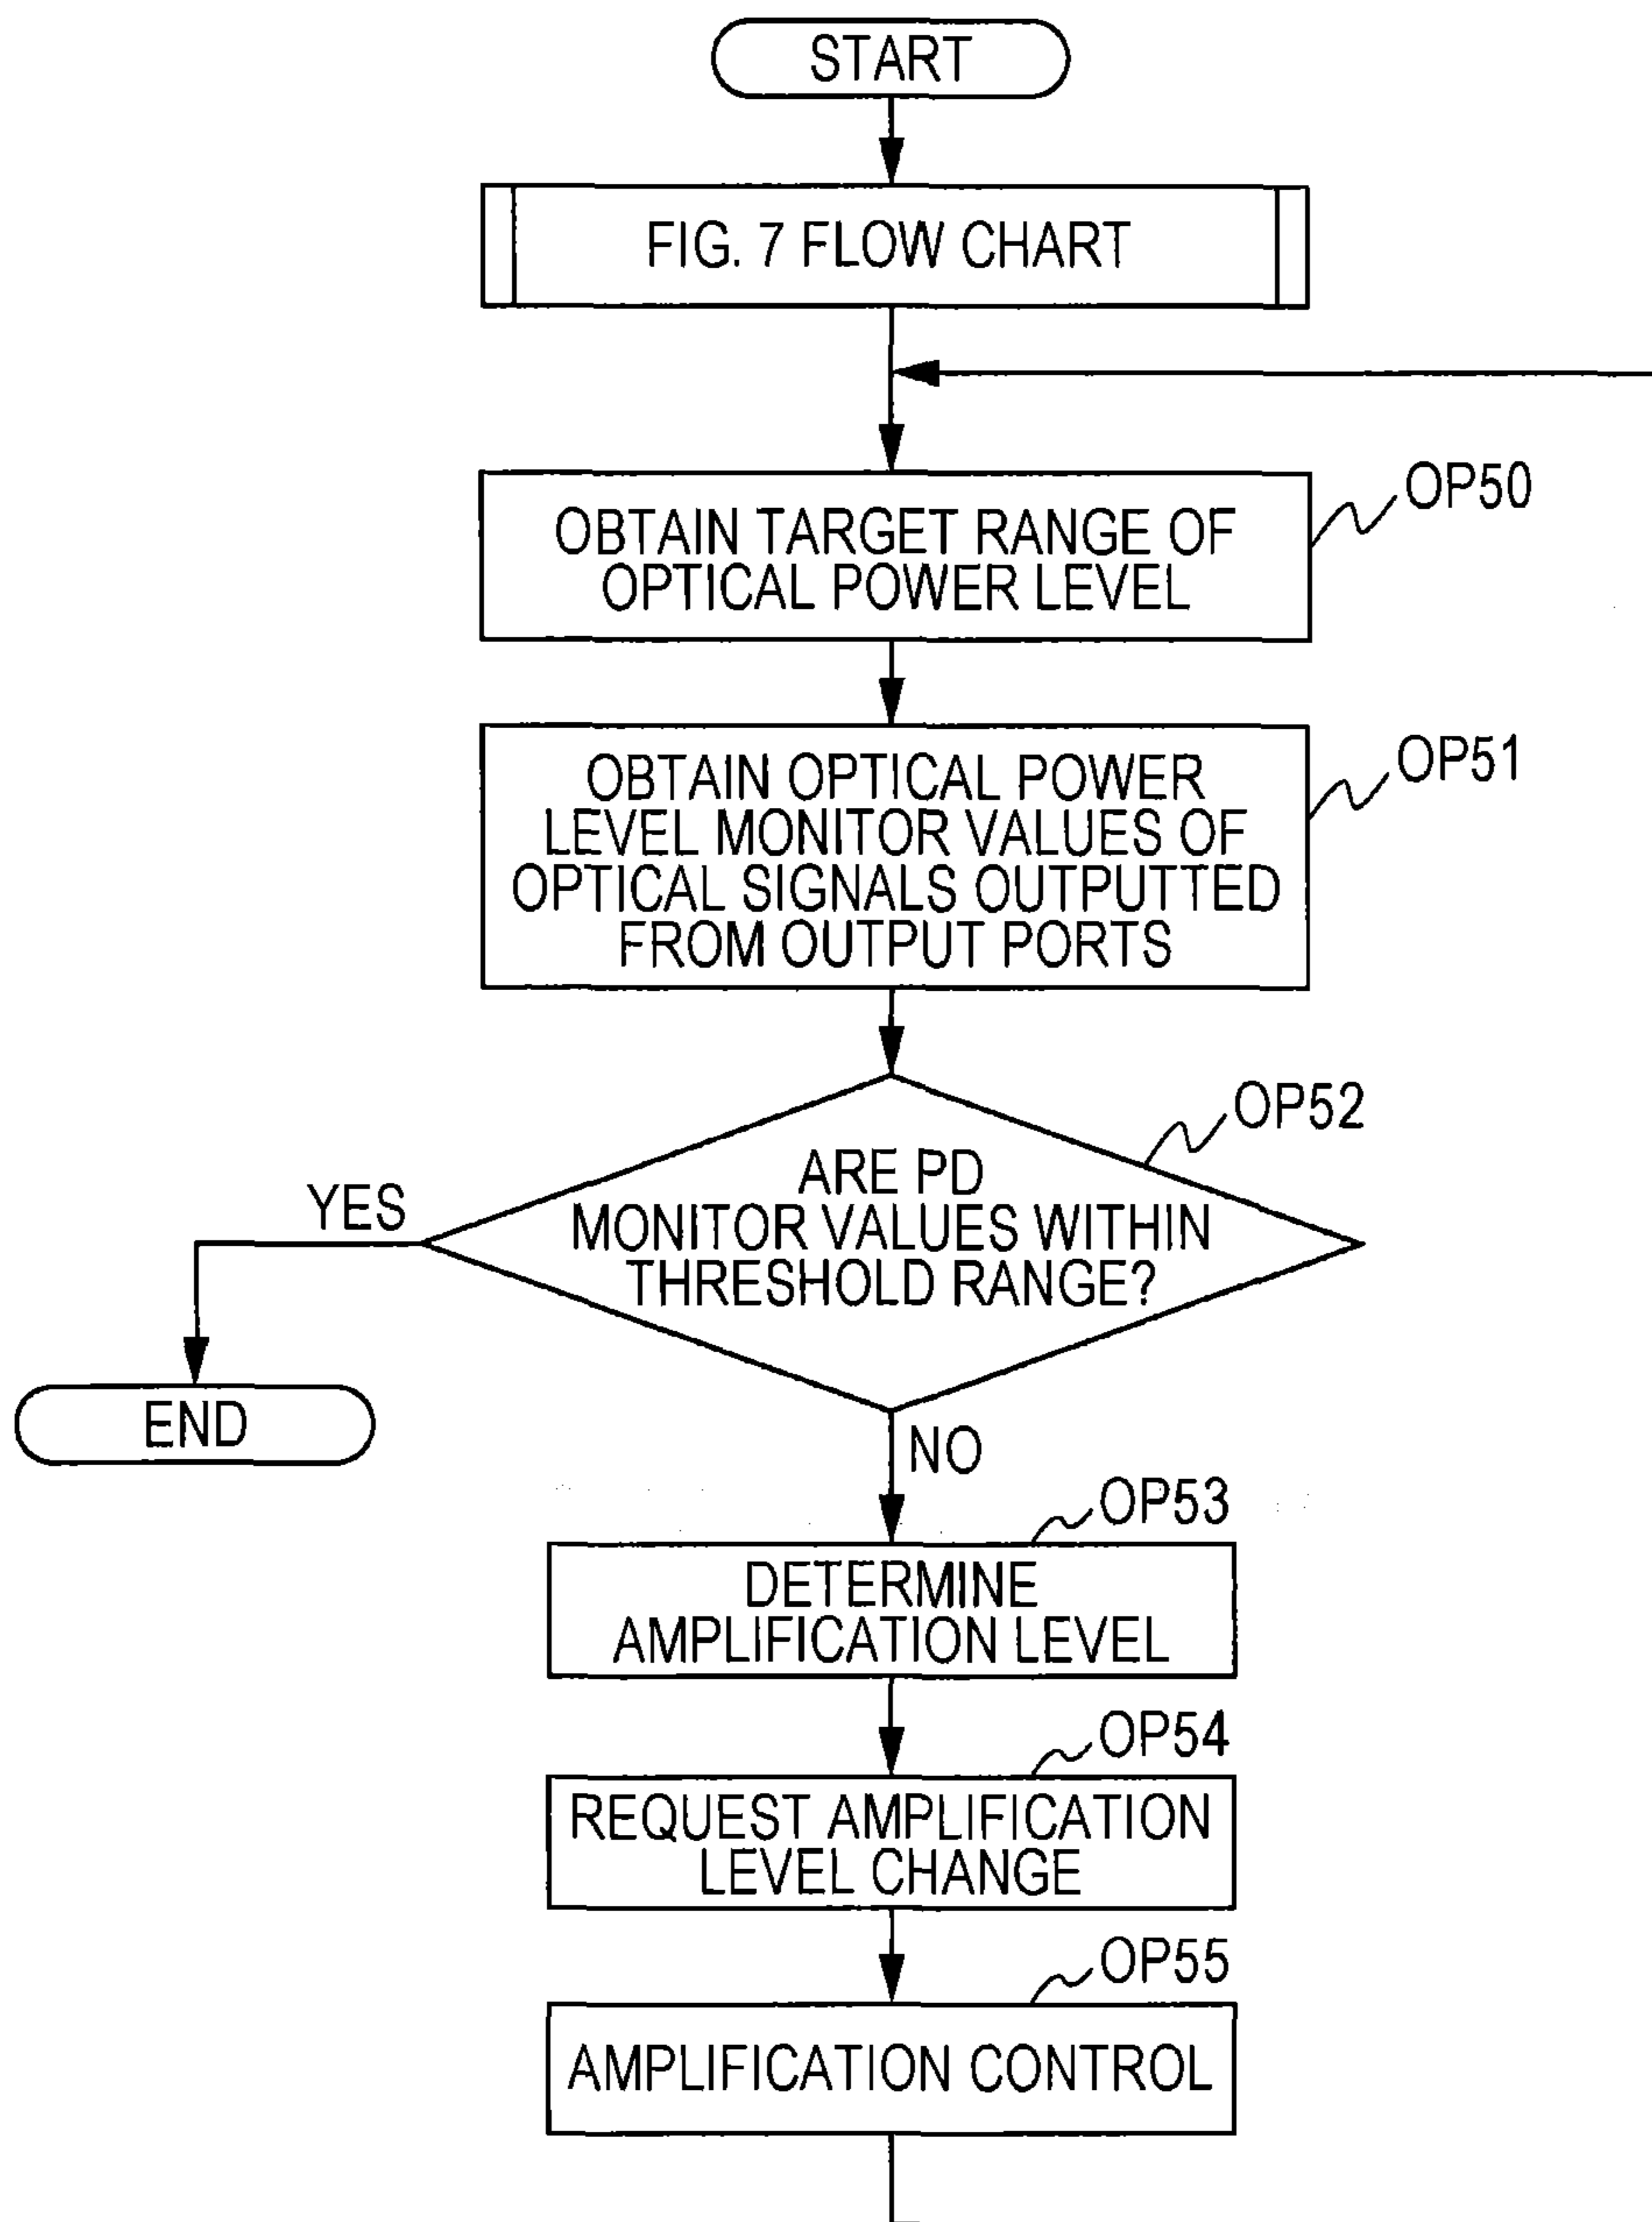 START
FIG. 7 FLOW CHART
OP50
OBTAIN TARGET RANGE OF
OPTICAL POWER LEVEL
OP51
OBTAIN OPTICAL POWER
LEVEL MONITOR VALUES OF
OPTICAL SIGNALS OUTPUTTED
FROM OUTPUT PORTS
OP52
ARE PD
MONITOR VALUES WITHIN
THRESHOLD RANGE?
YES
END
NO
OP53
DETERMINE
AMPLIFICATION LEVEL
OP54
REQUEST AMPLIFICATION
LEVEL CHANGE
OP55
AMPLIFICATION CONTROL